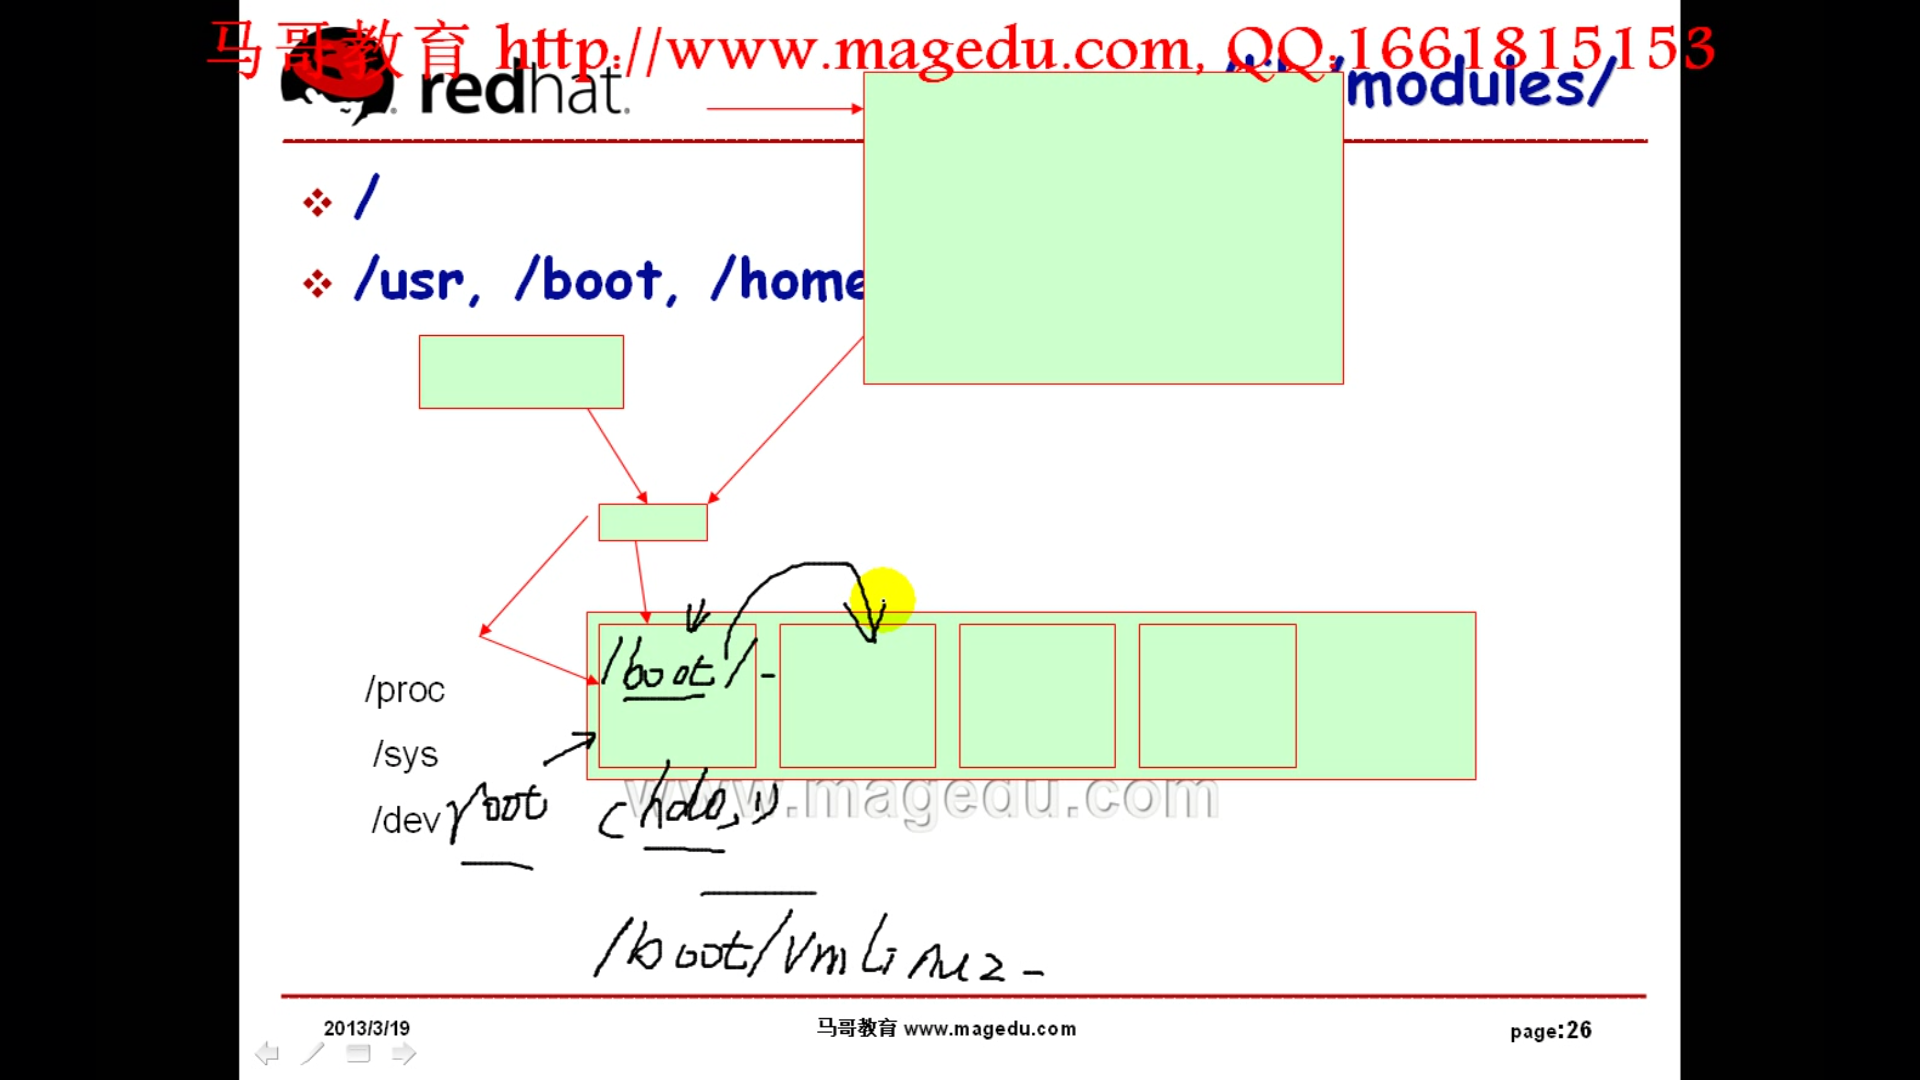 马哥教育 http://www.magedu.com, QQ:1661815153
redhat. /lib/modules/
/
/usr, /boot, /home
/boot/-
/proc
/sys
/dev root (hd0,1)
www.magedu.com
/boot/vmlinuz-
2013/3/19 马哥教育 www.magedu.com page:26